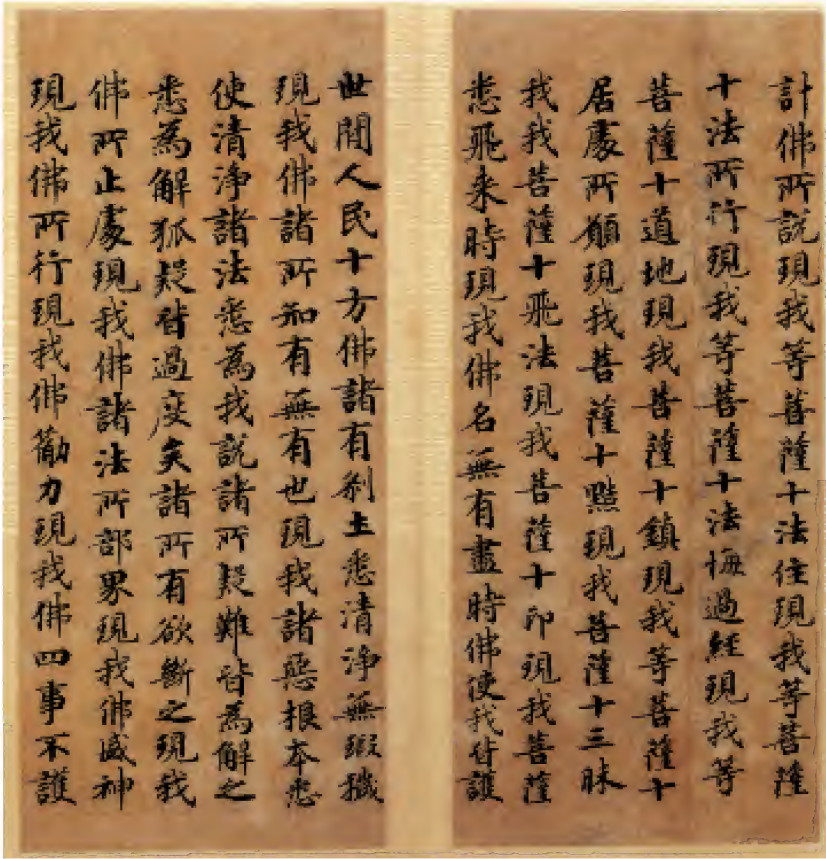 計佛所説現我等菩薩十法住現我等菩薩
十法所行現我等菩薩十法悔過經現我等
菩薩十道地現我菩薩十鎮現我等菩薩十
居處所願現我菩薩十黠現我菩薩十三昧
我我菩薩十飛法現我菩薩十印現我菩薩
悉飛来時現我佛名無有盡時佛使我皆護
世間人民十方佛諸有刹土悉清淨無瑕穢
現我佛諸所知有無有也現我諸惡根本悉
使清淨諸法悉為我説諸所疑難皆為解之
悉為解狐疑皆過度矣諸所有欲斷之現我
佛所止處現我佛諸法所部界現我佛威神
現我佛所行現我佛勸力現我佛四事不護